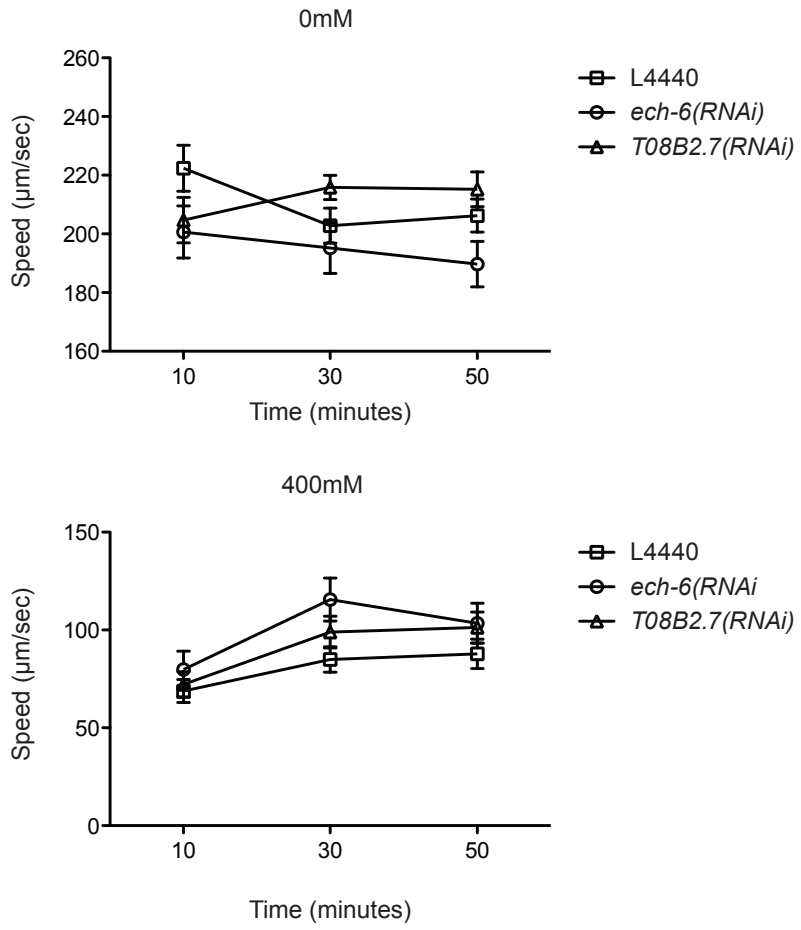 0mM
260
240
220
200
180
160
Speed (µm/sec)
10 30 50
Time (minutes)
L4440
ech-6(RNAi)
T08B2.7(RNAi)
400mM
150
100
50
0
Speed (µm/sec)
10 30 50
Time (minutes)
L4440
ech-6(RNAi
T08B2.7(RNAi)